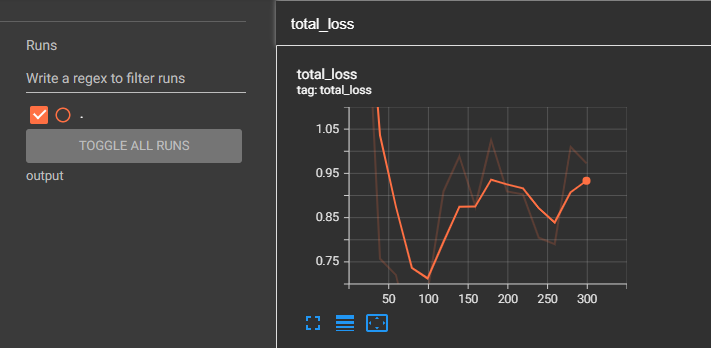 total_loss
Runs
Write a regex to filter runs
.
TOGGLE ALL RUNS
output
total_loss
tag: total_loss
1.05
0.95
0.85
0.75
50 100 150 200 250 300